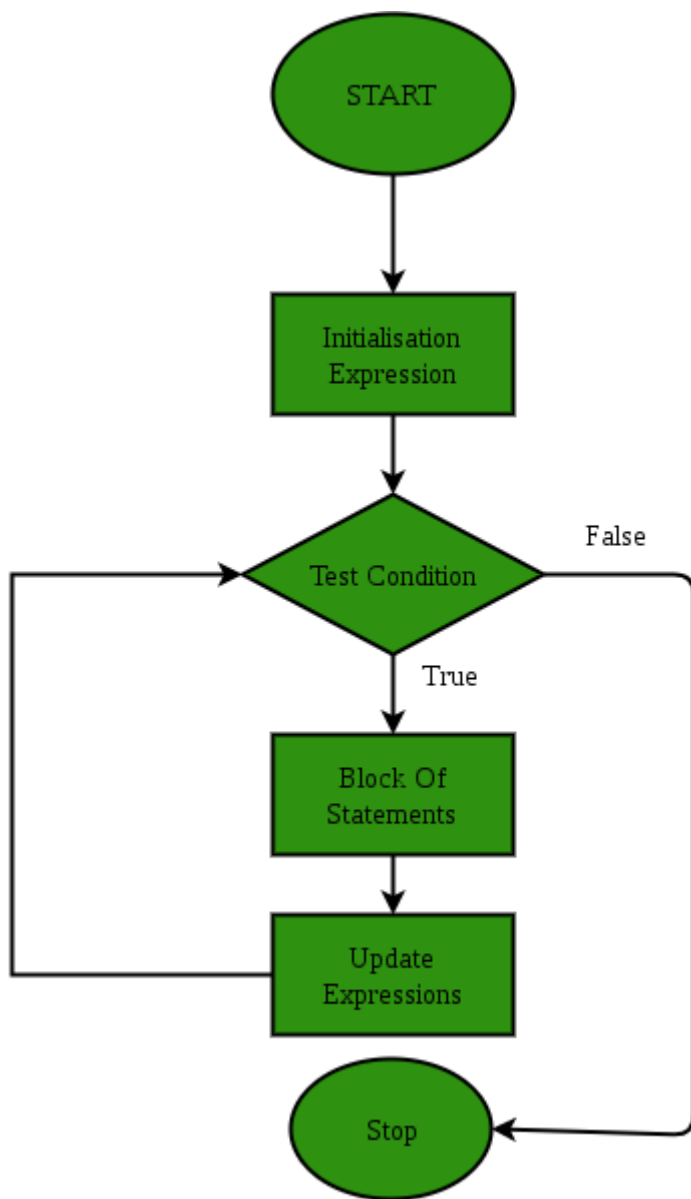 START
Initialisation
Expression
False
Test Condition
True
Block Of
Statements
Update
Expressions
Stop